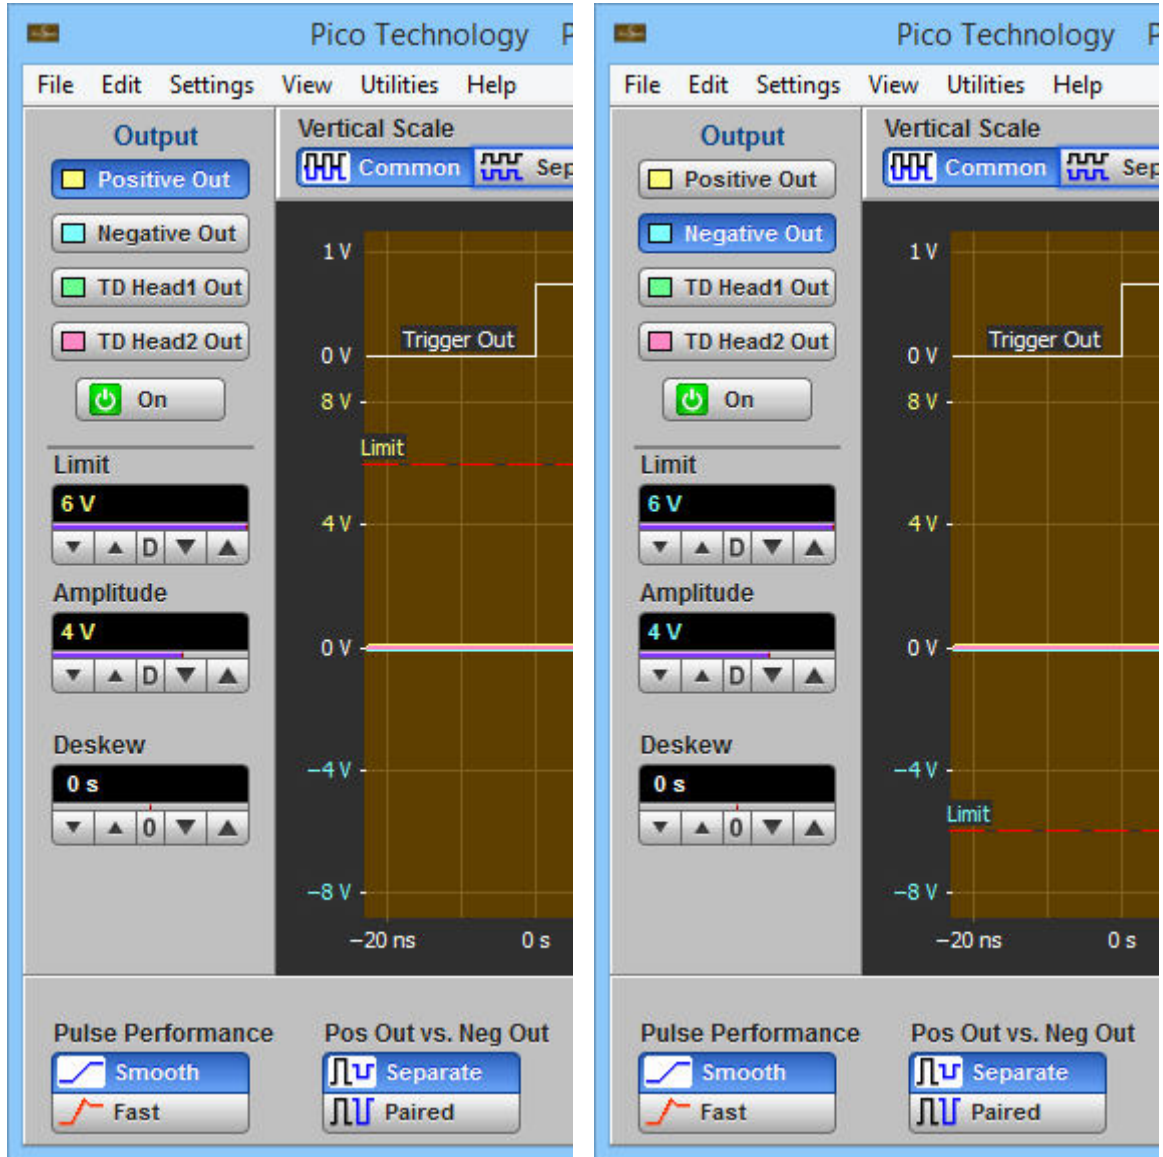 Pico Technology P
File Edit Settings View Utilities Help
Output
Positive Out
Negative Out
TD Head1 Out
TD Head2 Out
On
Limit
6 V
D
Amplitude
4 V
D
Deskew
0 s
0
Vertical Scale
Common Sep
1 V
Trigger Out
0 V
8 V
Limit
4 V
0 V
−4 V
−8 V
−20 ns 0 s
Pulse Performance
Smooth
Fast
Pos Out vs. Neg Out
Separate
Paired
Pico Technology P
File Edit Settings View Utilities Help
Output
Positive Out
Negative Out
TD Head1 Out
TD Head2 Out
On
Limit
6 V
D
Amplitude
4 V
D
Deskew
0 s
0
Vertical Scale
Common Sep
1 V
Trigger Out
0 V
8 V
4 V
0 V
−4 V
Limit
−8 V
−20 ns 0 s
Pulse Performance
Smooth
Fast
Pos Out vs. Neg Out
Separate
Paired